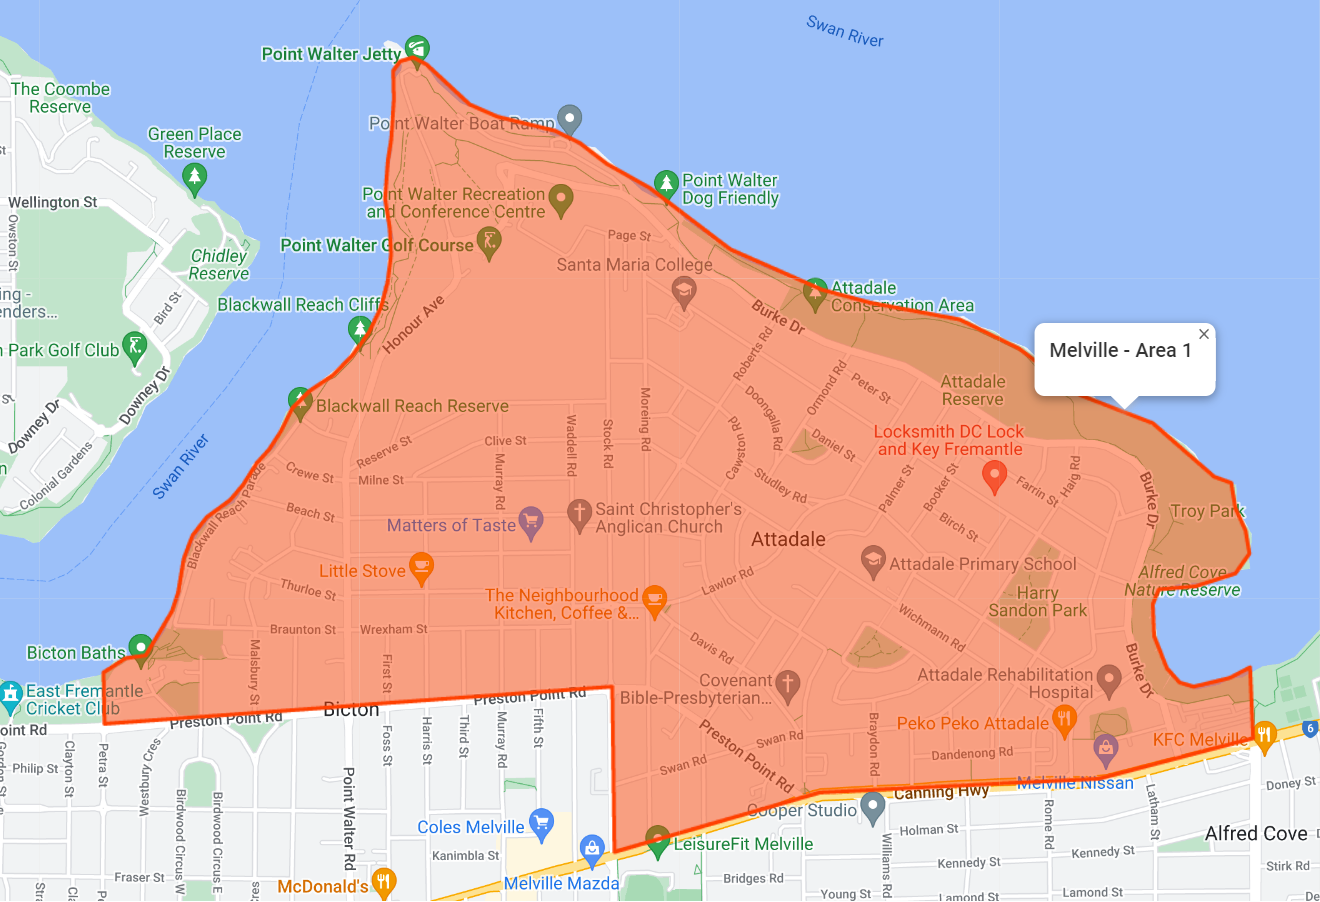 Swan River
Point Walter Jetty
The Coombe
Reserve
Point Walter Boat Ramp
Green Place
Reserve
St
Point Walter
Dog Friendly
Wellington St
Point Walter Recreation
and Conference Centre
Owston St
Page St
Point Walter Golf Course
Chidley
Reserve
Santa Maria College
Attadale
Conservation Area
ing -
enders...
Bird St
Blackwall Reach Cliffs
Honour Ave
Burke Dr
Melville - Area 1
Park Golf Club
Roberts Rd
Downey Dr
Ormond Rd
Peter St
Attadale
Reserve
Blackwall Reach Reserve
Moreing Rd
Doongalla Rd
Downey Dr
Waddell Rd
Stock Rd
Cawston Rd
Daniel St
Locksmith DC Lock
and Key Fremantle
Clive St
Reserve St
Swan River
Colonial Gardens
Crewe St
Milne St
Murray Rd
Studley Rd
Palmer St
Booker St
Farrin St
Haig Rd
Burke Dr
Blackwall Reach Parade
Beach St
Matters of Taste
Saint Christopher's
Anglican Church
Birch St
Troy Park
Attadale
Little Stove
Attadale Primary School
Alfred Cove
Nature Reserve
Thurloe St
Lawlor Rd
The Neighbourhood
Kitchen, Coffee &...
Harry
Sandon Park
Braunton St
Wrexham St
Wichmann Rd
Bicton Baths
Malsbury St
First St
Davis Rd
Burke Dr
East Fremantle
Cricket Club
Covenant
Bible-Presbyterian...
Attadale Rehabilitation
Hospital
Preston Point Rd
Preston Point Rd
Bicton
oint Rd
Peko Peko Attadale
KFC Melville
6
Foss St
Harris St
Third St
Murray Rd
Fifth St
Preston Point Rd
Swan Rd
Braydon Rd
Dandenong Rd
Gordon St
Philip St
Clayton St
Petra St
Mewsbury Cres
Swan Rd
Canning Hwy
Melville Nissan
Doney St
Point Walter Rd
Birdwood Circus W
Birdwood Circus E
Cooper Studio
Latham St
Rome Rd
Coles Melville
Holman St
Alfred Cove
LeisureFit Melville
Kanimbla St
Williams Rd
Kennedy St
Kennedy St
Stirk Rd
Fraser St
McDonald's
Melville Mazda
Bridges Rd
Young St
Lamond St
Lamond St